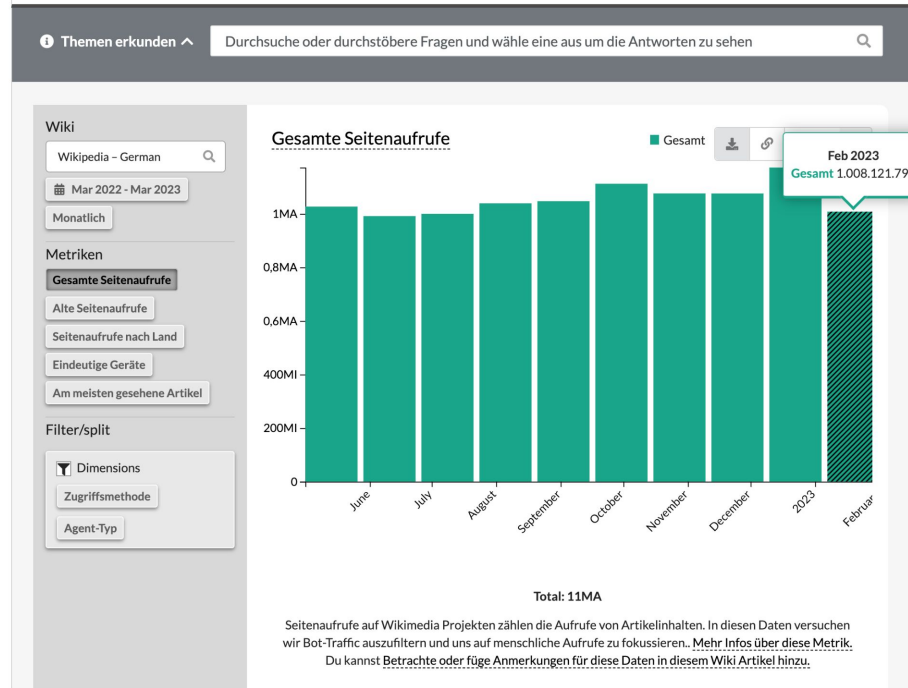 Themen erkunden
Durchsuche oder durchstöbere Fragen und wähle eine aus um die Antworten zu sehen
Wiki
Wikipedia – German
Mar 2022 - Mar 2023
Monatlich
Metriken
Gesamte Seitenaufrufe
Alte Seitenaufrufe
Seitenaufrufe nach Land
Eindeutige Geräte
Am meisten gesehene Artikel
Filter/split
Dimensions
Zugriffsmethode
Agent-Typ
Gesamte Seitenaufrufe
Gesamt
Feb 2023
Gesamt 1.008.121.79
1MA
0,8MA
0,6MA
400MI
200MI
0
June
July
August
September
October
November
December
2023
Februar
Total: 11MA
Seitenaufrufe auf Wikimedia Projekten zählen die Aufrufe von Artikelinhalten. In diesen Daten versuchen
wir Bot-Traffic auszufiltern und uns auf menschliche Aufrufe zu fokussieren.. Mehr Infos über diese Metrik.
Du kannst Betrachte oder füge Anmerkungen für diese Daten in diesem Wiki Artikel hinzu.